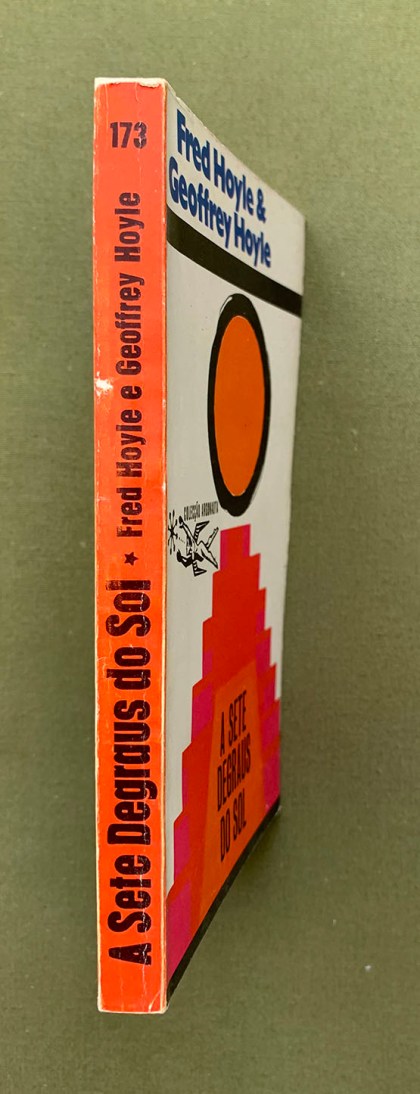 173
A Sete Degraus do Sol ★ Fred Hoyle e Geoffrey Hoyle
Fred Hoyle &
Geoffrey Hoyle
COLECÇÃO ARGONAUTA
A SETE
DEGRAUS
DO SOL